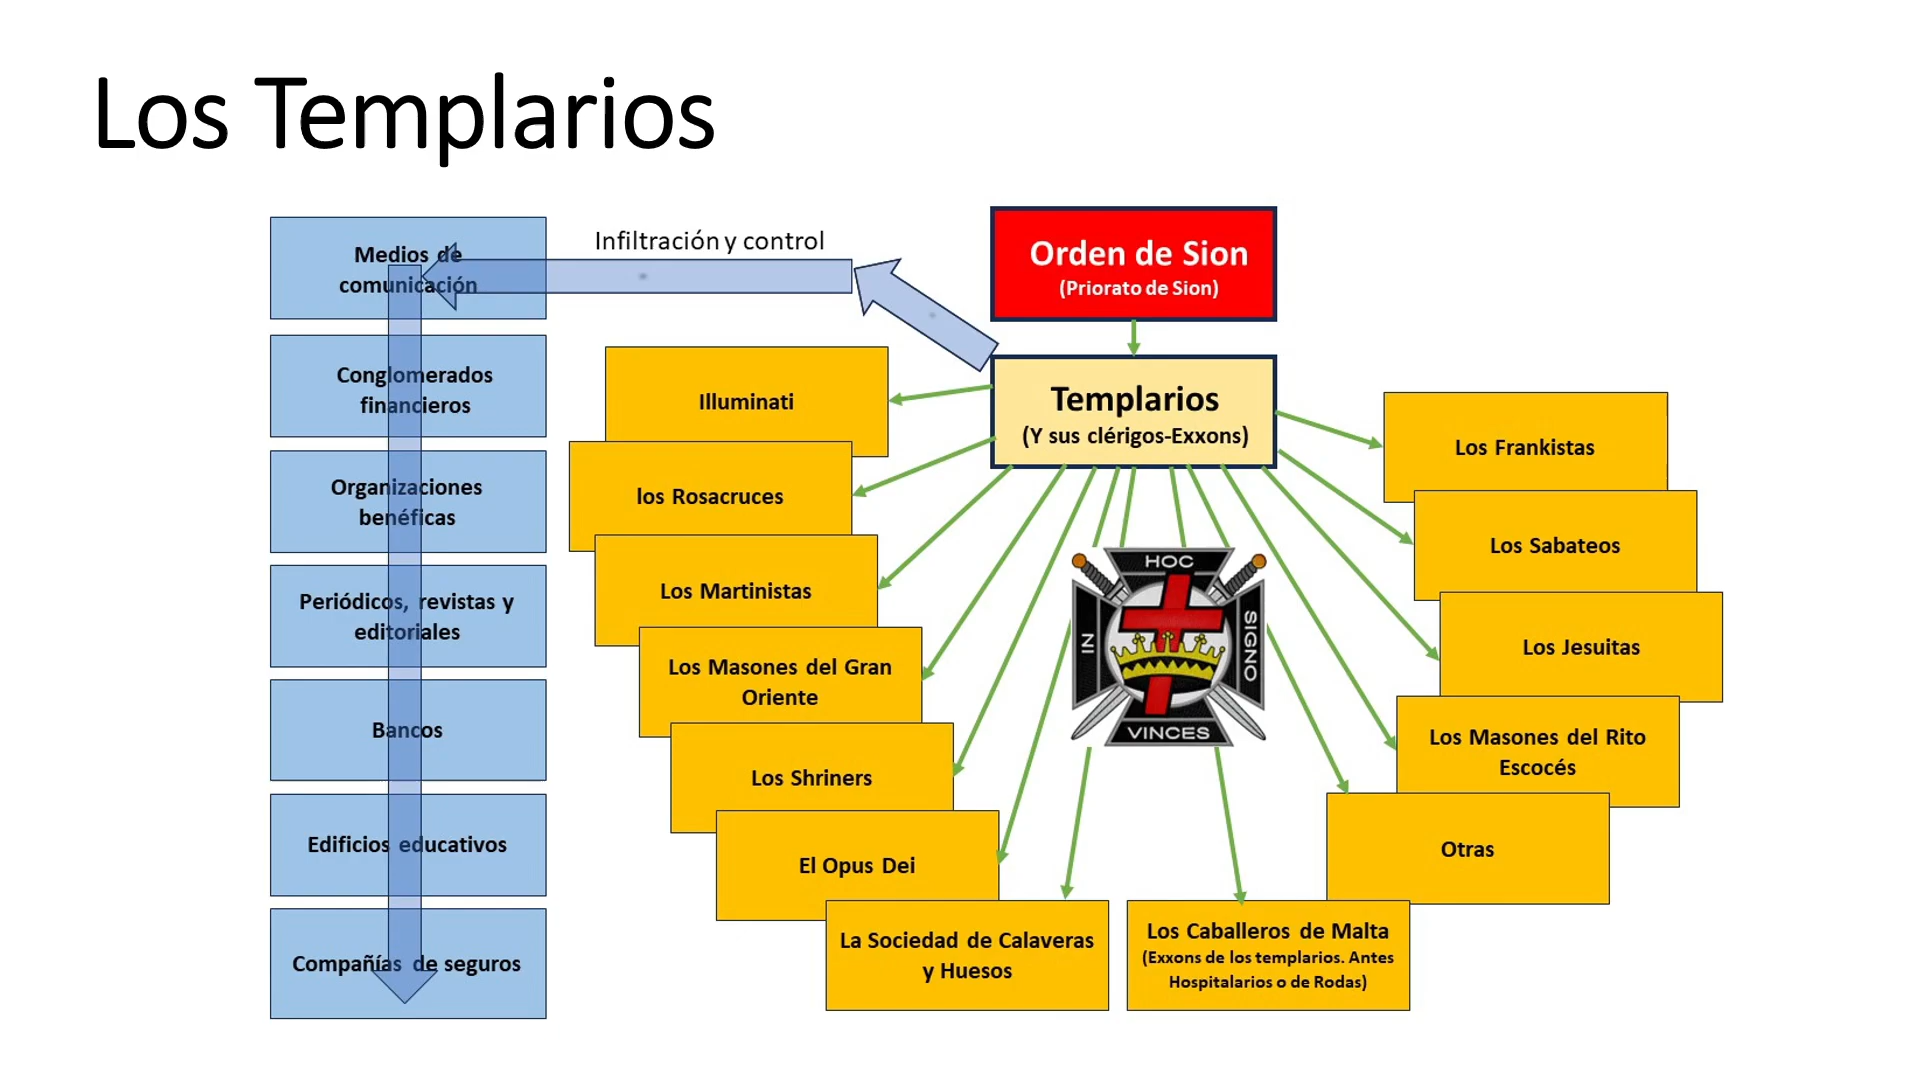 Los Templarios
Medios de
comunicación
Conglomerados
financieros
Organizaciones
benéficas
Periódicos, revistas y
editoriales
Bancos
Edificios educativos
Compañías de seguros
Infiltración y control
Orden de Sion
(Priorato de Sion)
Templarios
(Y sus clérigos-Exxons)
Illuminati
los Rosacruces
Los Martinistas
Los Masones del Gran
Oriente
Los Shriners
El Opus Dei
La Sociedad de Calaveras
y Huesos
HOC
IN
SIGNO
VINCES
Los Caballeros de Malta
(Exxons de los templarios. Antes
Hospitalarios o de Rodas)
Los Frankistas
Los Sabateos
Los Jesuitas
Los Masones del Rito
Escocés
Otras